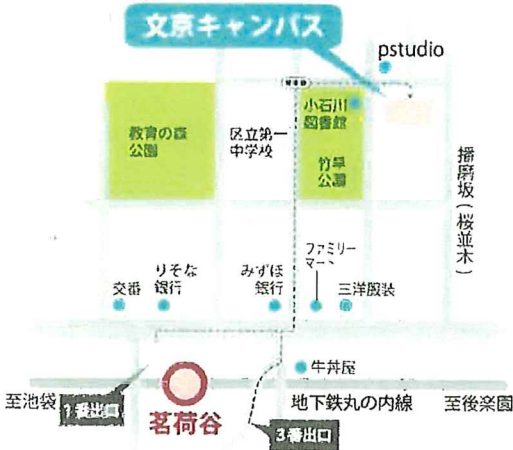 文京キャンパス
pstudio
小石川
図書館
教育の森
公園
区立第一
中学校
竹早
公園
播磨坂(桜並木)
ファミリー
マート
りそな
銀行
みずほ
銀行
交番
三洋服装
牛丼屋
至池袋
1番出口
茗荷谷
地下鉄丸の内線
至後楽園
3番出口